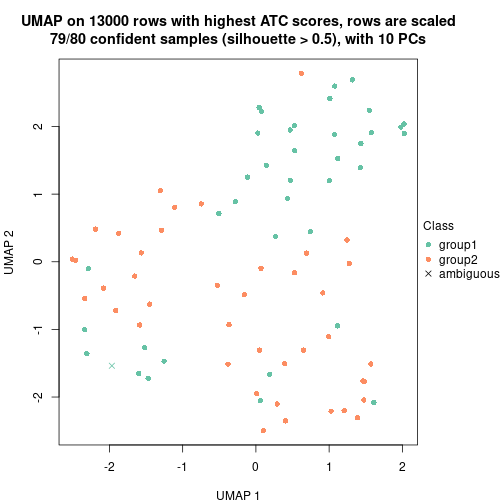 UMAP on 13000 rows with highest ATC scores, rows are scaled
79/80 confident samples (silhouette > 0.5), with 10 PCs
UMAP 2
2
1
0
-1
-2
-2
-1
0
1
2
UMAP 1
Class
group1
group2
ambiguous